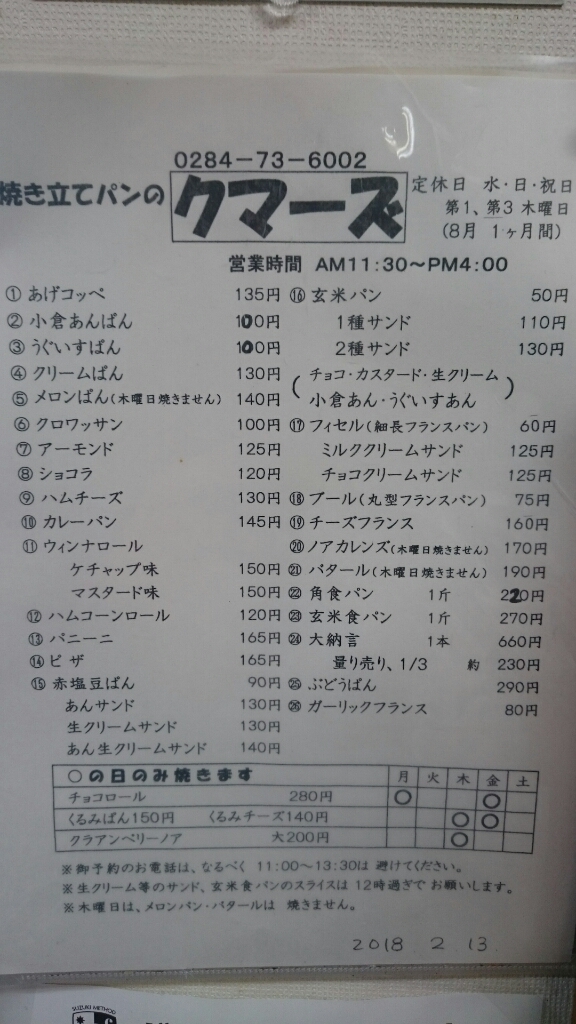 0284-73-6002
焼き立てパンの
クマーズ
定休日 水・日・祝日
第1、第3 木曜日
(8月 1ヶ月間)
営業時間 AM11:30～PM4:00
① あげコッペ 135円
② 小倉あんぱん 100円
③ うぐいすぱん 100円
④ クリームぱん 130円
⑤ メロンぱん(木曜日焼きません) 140円
⑥ クロワッサン 100円
⑦ アーモンド 125円
⑧ ショコラ 120円
⑨ ハムチーズ 130円
⑩ カレーパン 145円
⑪ ウィンナロール
ケチャップ味 150円
マスタード味 150円
⑫ ハムコーンロール 120円
⑬ パニーニ 165円
⑭ ピザ 165円
⑮ 赤塩豆ぱん 90円
あんサンド 130円
生クリームサンド 130円
あん生クリームサンド 140円
⑯ 玄米パン 50円
1種サンド 110円
2種サンド 130円
(チョコ・カスタード・生クリーム
小倉あん・うぐいすあん)
⑰ フィセル(細長フランスパン) 60円
ミルククリームサンド 125円
チョコクリームサンド 125円
⑱ ブール(丸型フランスパン) 75円
⑲ チーズフランス 160円
⑳ ノアカレンズ(木曜日焼きません) 170円
㉑ バタール(木曜日焼きません) 190円
㉒ 角食パン 1斤 220円
㉓ 玄米食パン 1斤 270円
㉔ 大納言 1本 660円
量り売り、1/3 約 230円
㉕ ぶどうぱん 290円
㉖ ガーリックフランス 80円
○の日のみ焼きます 月 火 木 金 土
チョコロール 280円 ○ ○
くるみぱん150円 くるみチーズ140円 ○ ○
クラアンベリーノア 大200円 ○
※御予約のお電話は、なるべく 11:00～13:30は 避けてください。
※生クリーム等のサンド、玄米食パンのスライスは 12時過ぎで お願いします。
※木曜日は、メロンパン・バタールは 焼きません。
2018 2 13
SUZUKI METHOD